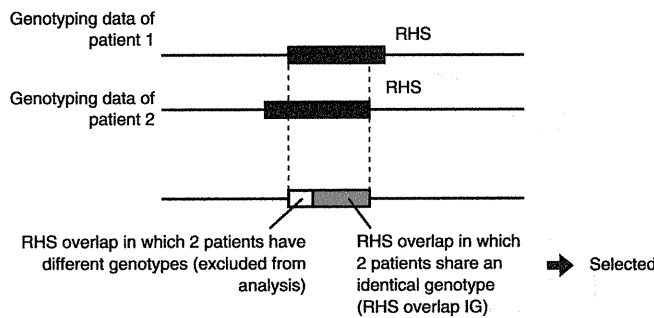 Genotyping data of
patient 1
RHS
Genotyping data of
patient 2
RHS
RHS overlap in which 2 patients have
different genotypes (excluded from
analysis)
RHS overlap in which
2 patients share an
identical genotype
(RHS overlap IG)
Selected